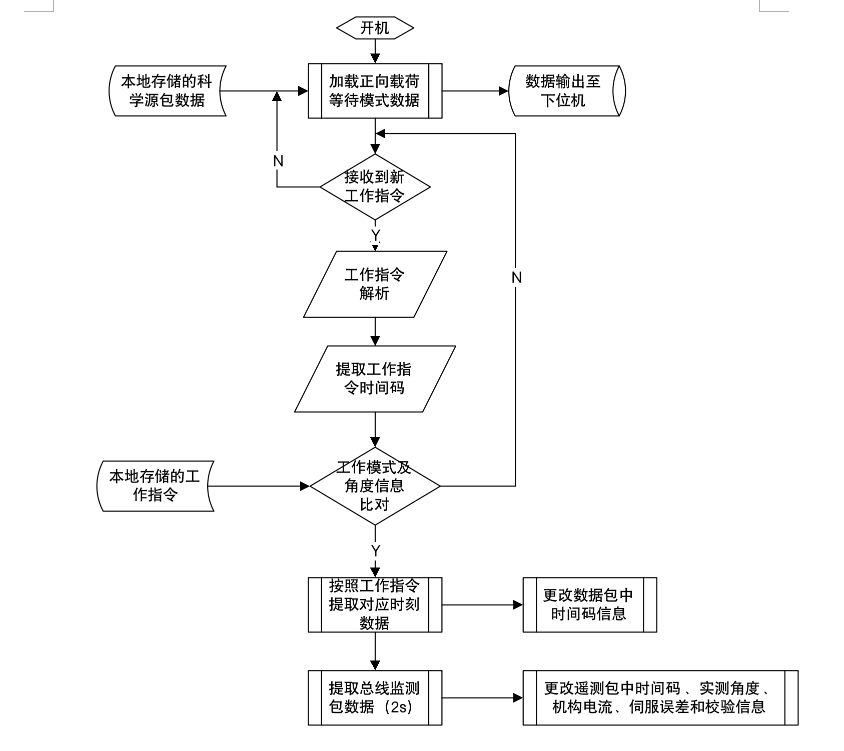 开机
本地存储的科
学源包数据
加载正向载荷
等待模式数据
数据输出至
下位机
N
接收到新
工作指令
Y
工作指令
解析
N
提取工作指
令时间码
本地存储的工
作指令
工作模式及
角度信息
比对
Y
按照工作指令
提取对应时刻
数据
更改数据包中
时间码信息
提取总线监测
包数据（2s）
更改遥测包中时间码、实测角度、
机构电流、伺服误差和校验信息